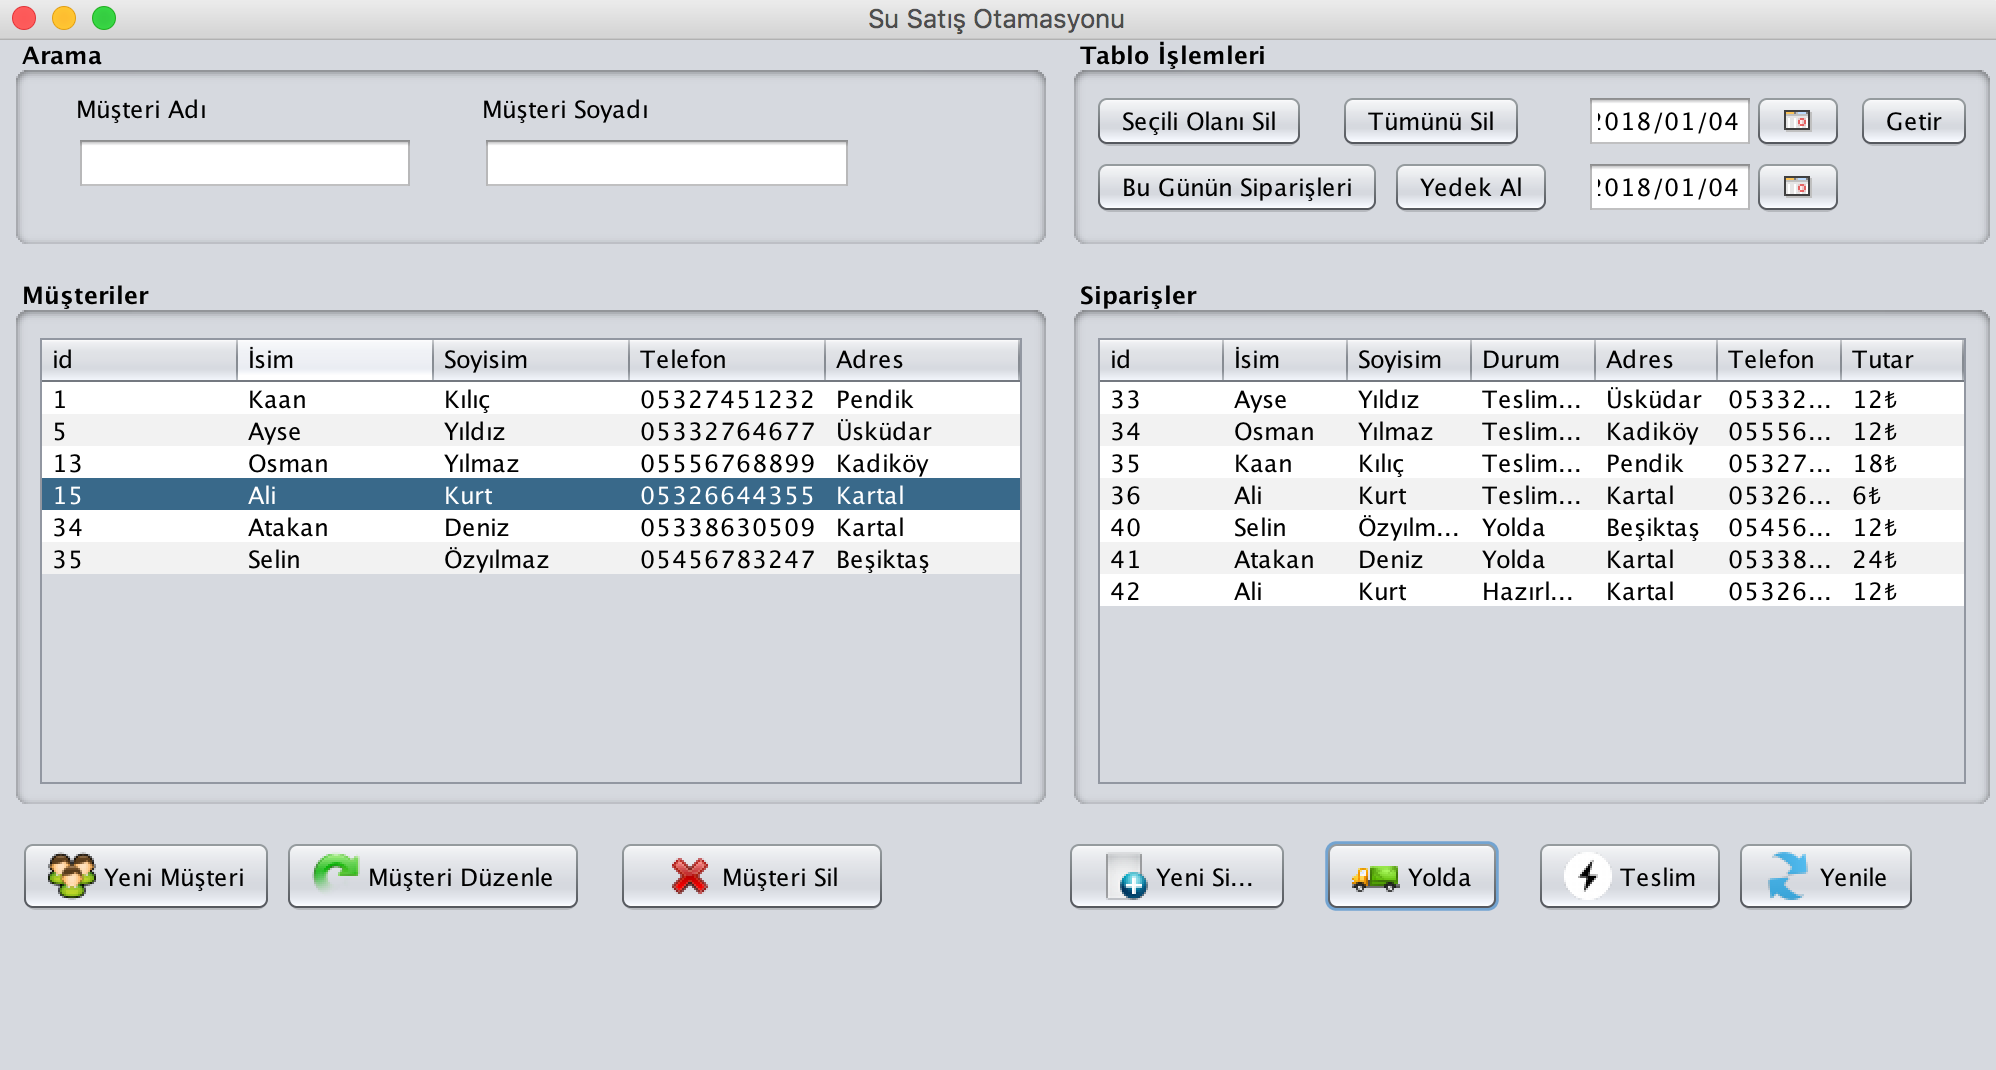 Su Satış Otamasyonu
Arama
Müşteri Adı Müşteri Soyadı
Tablo İşlemleri
Seçili Olanı Sil Tümünü Sil 2018/01/04 Getir
Bu Günün Siparişleri Yedek Al 2018/01/04
Müşteriler
id İsim Soyisim Telefon Adres
1 Kaan Kılıç 05327451232 Pendik
5 Ayse Yıldız 05332764677 Üsküdar
13 Osman Yılmaz 05556768899 Kadiköy
15 Ali Kurt 05326644355 Kartal
34 Atakan Deniz 05338630509 Kartal
35 Selin Özyılmaz 05456783247 Beşiktaş
Siparişler
id İsim Soyisim Durum Adres Telefon Tutar
33 Ayse Yıldız Teslim... Üsküdar 05332... 12₺
34 Osman Yılmaz Teslim... Kadiköy 05556... 12₺
35 Kaan Kılıç Teslim... Pendik 05327... 18₺
36 Ali Kurt Teslim... Kartal 05326... 6₺
40 Selin Özyılm... Yolda Beşiktaş 05456... 12₺
41 Atakan Deniz Yolda Kartal 05338... 24₺
42 Ali Kurt Hazırl... Kartal 05326... 12₺
Yeni Müşteri Müşteri Düzenle Müşteri Sil
Yeni Si... Yolda Teslim Yenile